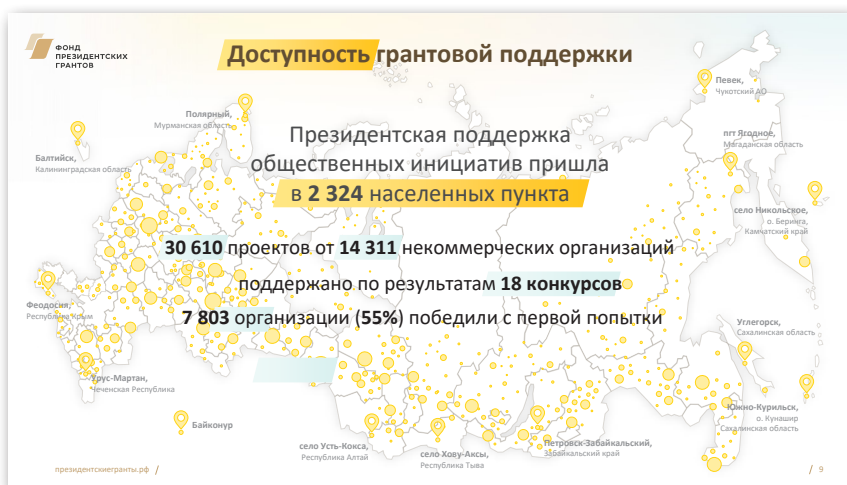 ФОНД
ПРЕЗИДЕНТСКИХ
ГРАНТОВ
Доступность грантовой поддержки
Певек,
Чукотский АО
Полярный,
Мурманская область
Балтийск,
Калининградская область
пгт Ягодное,
Магаданская область
Президентская поддержка
общественных инициатив пришла
в 2 324 населенных пункта
село Никольское,
о. Беринга,
Камчатский край
30 610 проектов от 14 311 некоммерческих организаций
поддержано по результатам 18 конкурсов
7 803 организации (55%) победили с первой попытки
Феодосия,
Республика Крым
Углегорск,
Сахалинская область
Урус-Мартан,
Чеченская Республика
Байконур
Южно-Курильск,
о. Кунашир
Сахалинская область
село Усть-Кокса,
Республика Алтай
село Хову-Аксы,
Республика Тыва
Петровск-Забайкальский,
Забайкальский край
президентскиегранты.рф /
/ 9